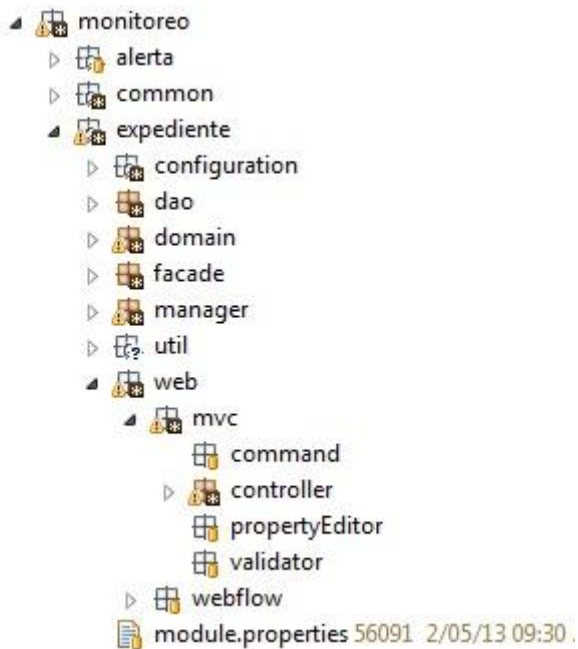 monitoreo
alerta
common
expediente
configuration
dao
domain
facade
manager
util
web
mvc
command
controller
propertyEditor
validator
webflow
module.properties 56091 2/05/13 09:30 .